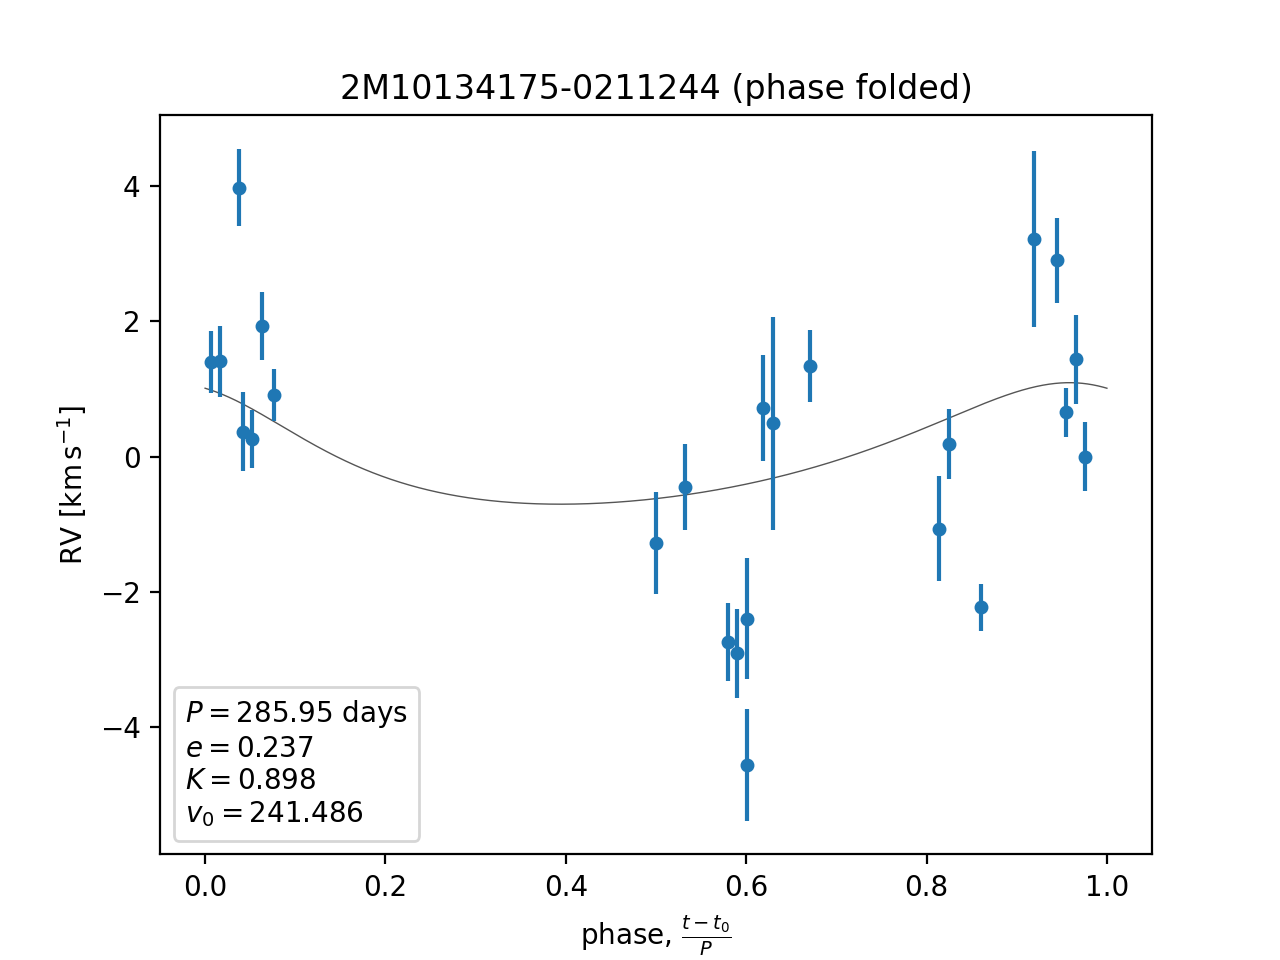 2M10134175-0211244 (phase folded)
RV [km s⁻¹]
4
2
0
−2
−4
P = 285.95 days
e = 0.237
K = 0.898
v₀ = 241.486
0.0 0.2 0.4 0.6 0.8 1.0
phase, (t − t₀)/P